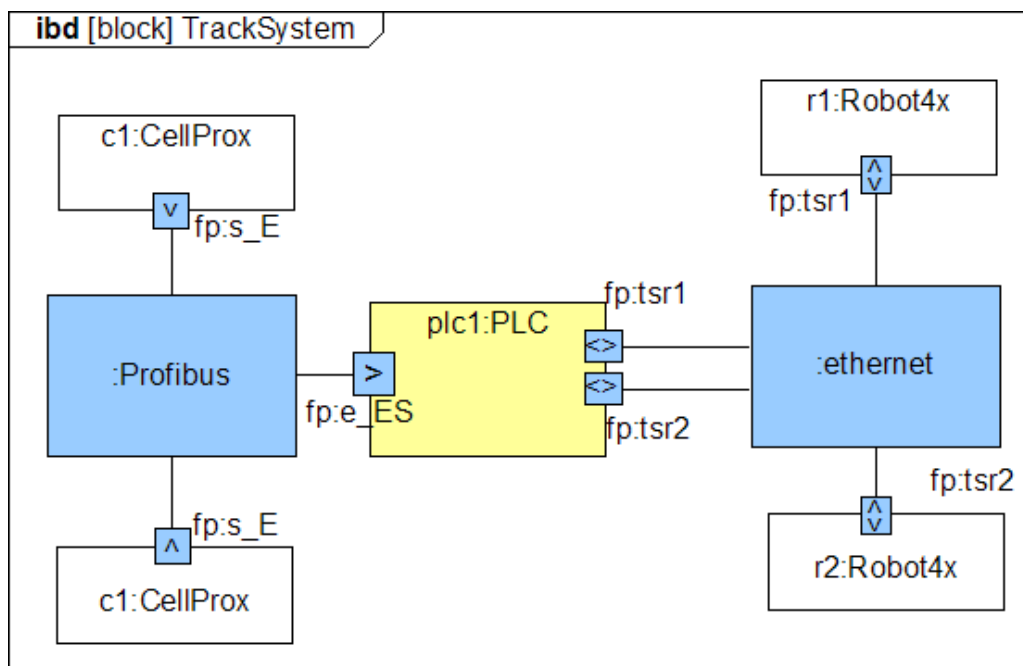 ibd [block] TrackSystem
c1:CellProx
fp:s_E
r1:Robot4x
fp:tsr1
:Profibus
fp:e_ES
plc1:PLC
fp:tsr1
fp:tsr2
:ethernet
fp:s_E
c1:CellProx
fp:tsr2
r2:Robot4x